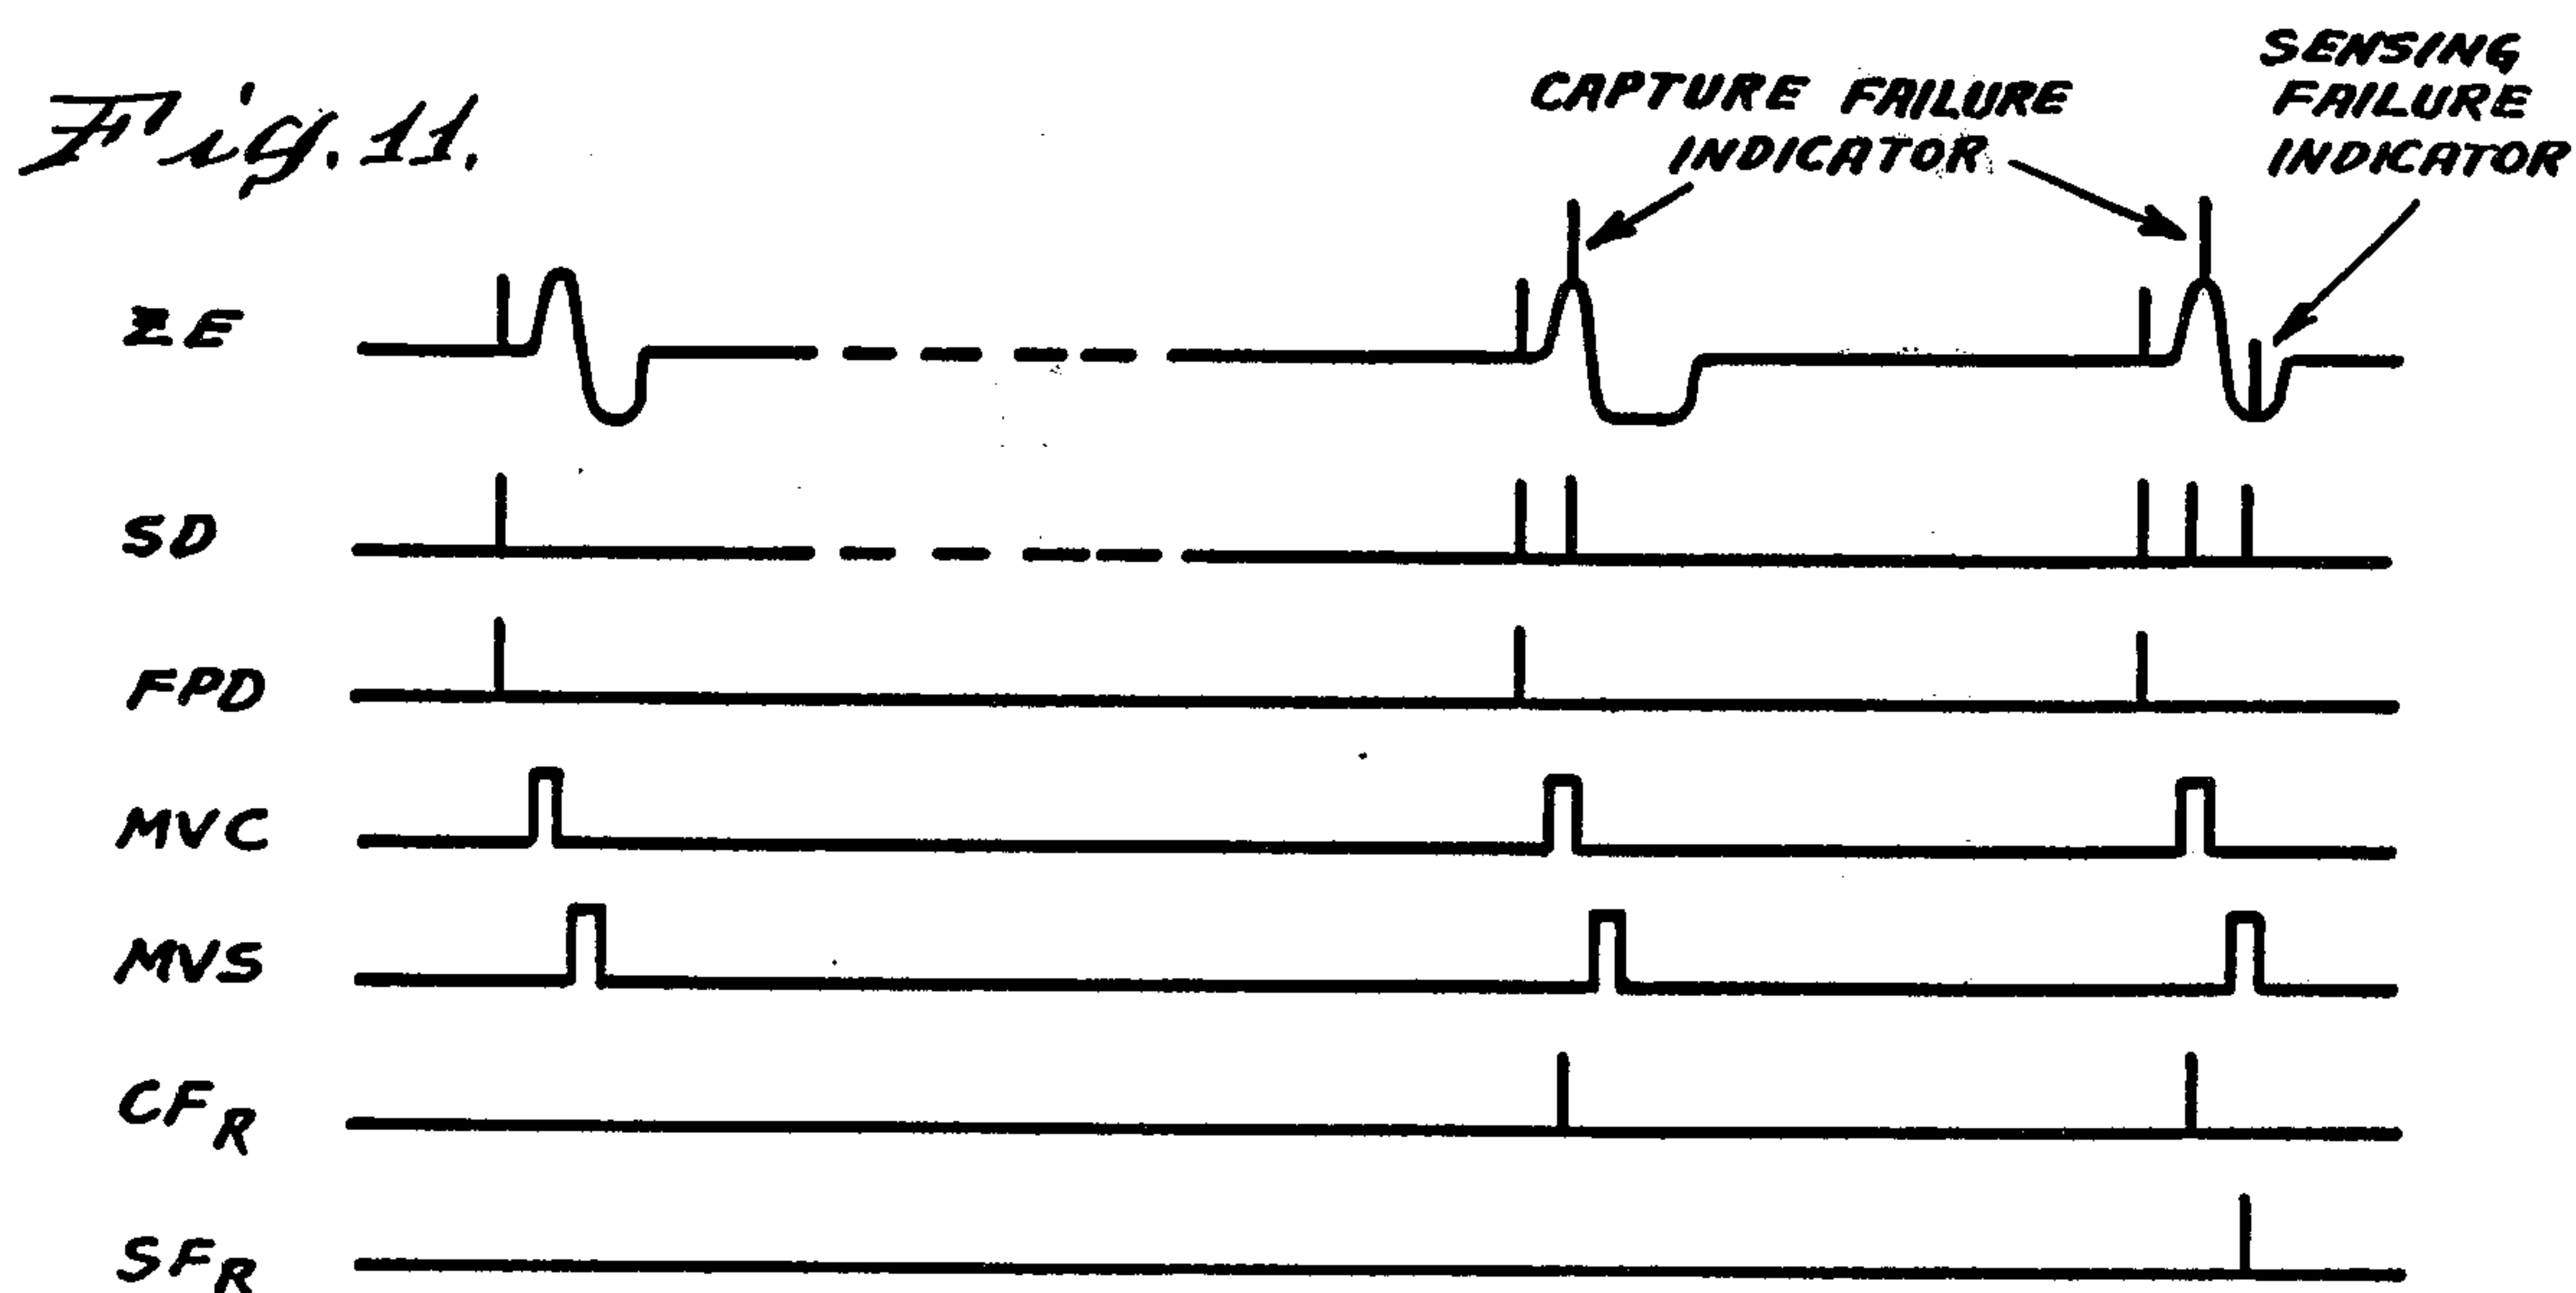 Fig. 11.
CAPTURE FAILURE
INDICATOR
SENSING
FAILURE
INDICATOR
ZE
SD
FPD
MVC
MVS
CFR
SFR